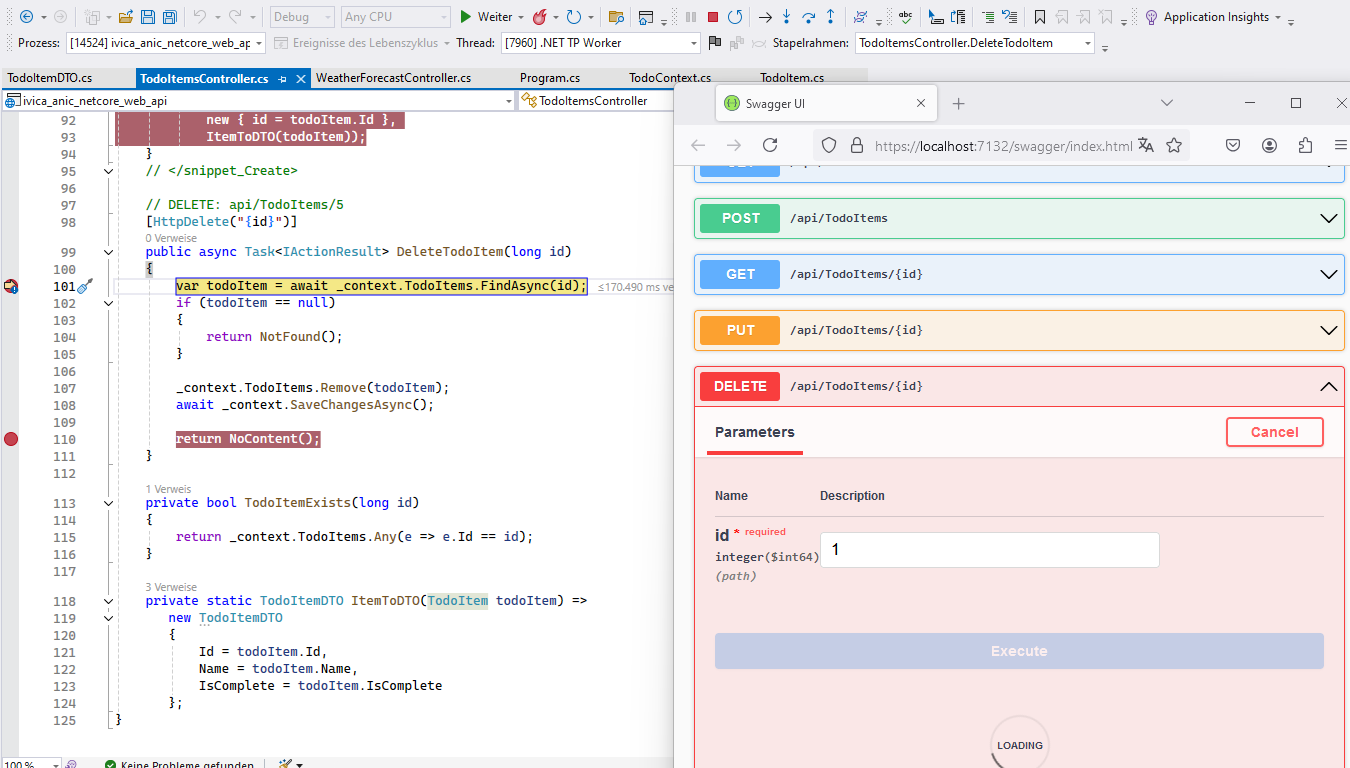 Debug
Any CPU
Weiter
Application Insights
Prozess:
[14524] ivica_anic_netcore_web_ap
Ereignisse des Lebenszyklus
Thread:
[7960] .NET TP Worker
Stapelrahmen:
TodoItemsController.DeleteTodoItem
TodoItemDTO.cs
TodoItemsController.cs
WeatherForecastController.cs
Program.cs
TodoContext.cs
TodoItem.cs
ivica_anic_netcore_web_api
TodoItemsController
92 new { id = todoItem.Id },
93 ItemToDTO(todoItem));
94 }
95 // </snippet_Create>
96
97 // DELETE: api/TodoItems/5
98 [HttpDelete("{id}")]
0 Verweise
99 public async Task<IActionResult> DeleteTodoItem(long id)
100 {
101 var todoItem = await _context.TodoItems.FindAsync(id); ≤170.490 ms ve
102 if (todoItem == null)
103 {
104 return NotFound();
105 }
106
107 _context.TodoItems.Remove(todoItem);
108 await _context.SaveChangesAsync();
109
110 return NoContent();
111 }
112
1 Verweis
113 private bool TodoItemExists(long id)
114 {
115 return _context.TodoItems.Any(e => e.Id == id);
116 }
117
3 Verweise
118 private static TodoItemDTO ItemToDTO(TodoItem todoItem) =>
119 new TodoItemDTO
120 {
121 Id = todoItem.Id,
122 Name = todoItem.Name,
123 IsComplete = todoItem.IsComplete
124 };
125 }
100 %
Keine Probleme gefunden
Swagger UI
https://localhost:7132/swagger/index.html
POST /api/TodoItems
GET /api/TodoItems/{id}
PUT /api/TodoItems/{id}
DELETE /api/TodoItems/{id}
Parameters
Cancel
Name Description
id * required
integer($int64)
(path)
1
Execute
LOADING